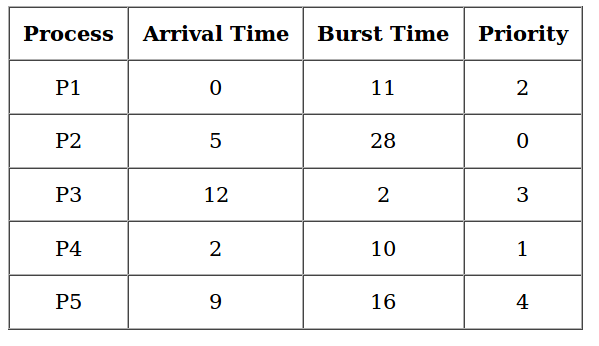 Process Arrival Time Burst Time Priority
P1 0 11 2
P2 5 28 0
P3 12 2 3
P4 2 10 1
P5 9 16 4